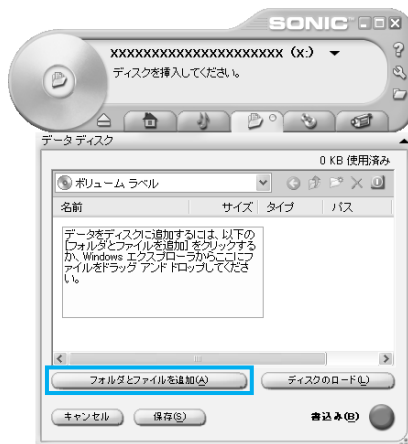 SONIC
XXXXXXXXXXXXXXXXXXXXXX (X:)
ディスクを挿入してください。
データ ディスク
0 KB 使用済み
ボリューム ラベル
名前 サイズ タイプ パス
データをディスクに追加するには、以下の
[フォルダとファイルを追加] をクリックする
か、Windows エクスプローラからここにフ
ァイルをドラッグ アンド ドロップしてくださ
い。
フォルダとファイルを追加(A) ディスクのロード(L)
キャンセル 保存(S) 書込み(B)